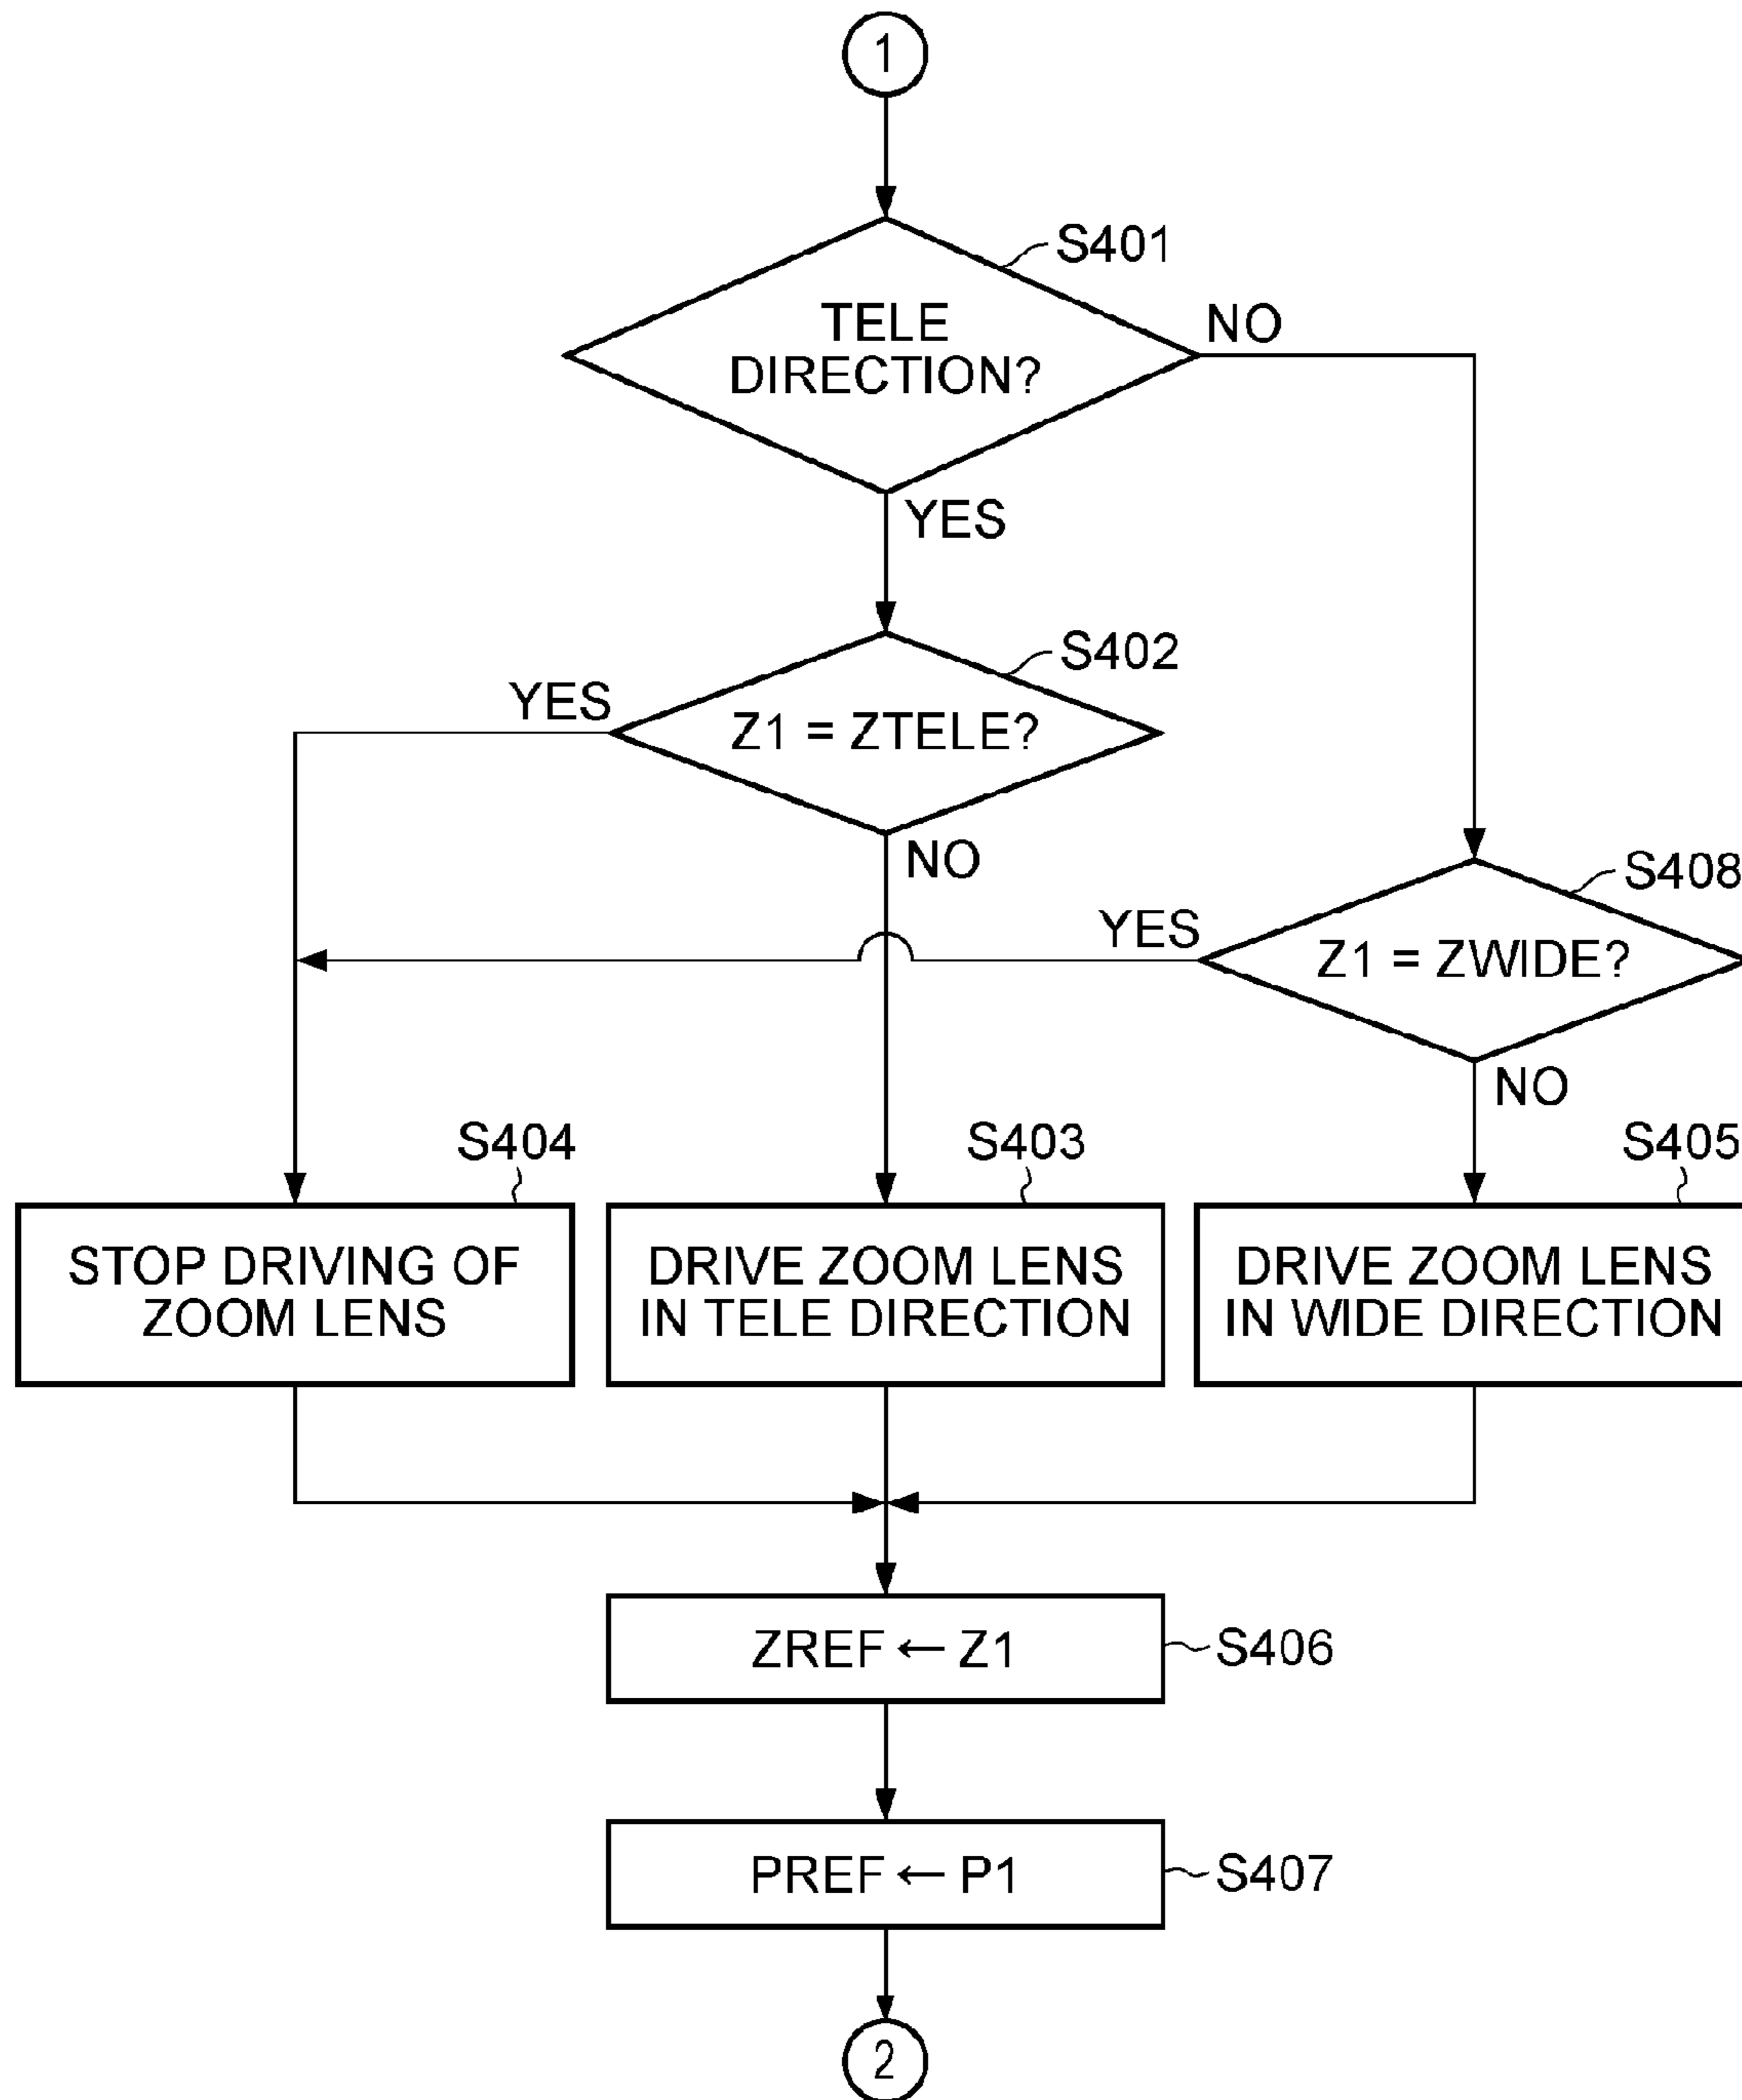 1
S401
TELE
DIRECTION?
NO
YES
S402
YES
Z1 = ZTELE?
NO
S408
YES
Z1 = ZWIDE?
NO
S404
S403
S405
STOP DRIVING OF
ZOOM LENS
DRIVE ZOOM LENS
IN TELE DIRECTION
DRIVE ZOOM LENS
IN WIDE DIRECTION
ZREF ← Z1
S406
PREF ← P1
S407
2